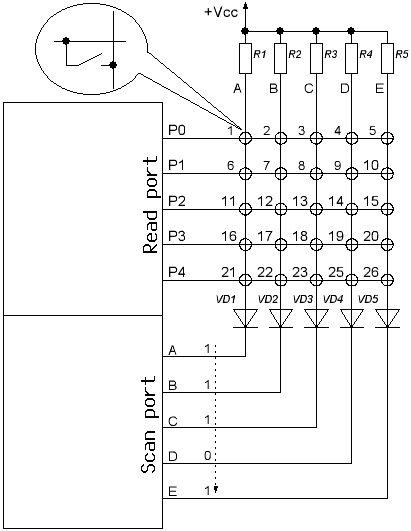 +Vcc
R1 R2 R3 R4 R5
A B C D E
P0 1 2 3 4 5
P1 6 7 8 9 10
P2 11 12 13 14 15
P3 16 17 18 19 20
P4 21 22 23 25 26
Read port
VD1 VD2 VD3 VD4 VD5
Scan port
A 1
B 1
C 1
D 0
E 1